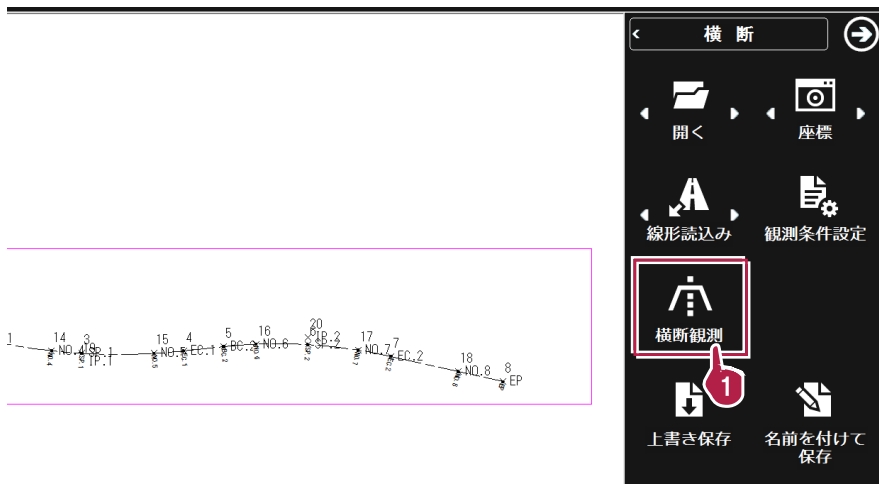 横 断
開く
座標
線形読込み
観測条件設定
横断観測
1
上書き保存
名前を付けて
保存
1
14
NO.4
3
SP.1
IP.1
15
NO.5
4
EC.1
5
BC.2
16
NO.6
20
IP.2
SP.2
17
NO.7
7
EC.2
18
NO.8
8
EP